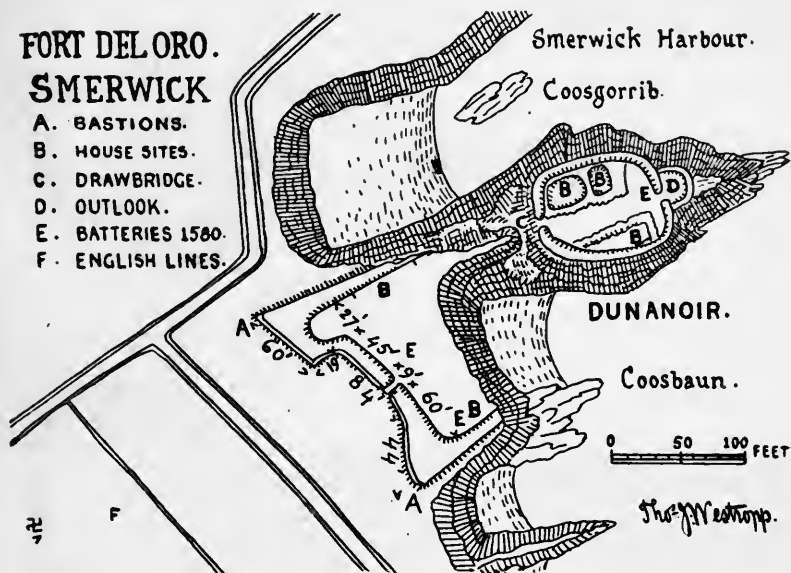 FORT DEL ORO.
SMERWICK
A. BASTIONS.
B. HOUSE SITES.
C. DRAWBRIDGE.
D. OUTLOOK.
E. BATTERIES 1580.
F. ENGLISH LINES.
Smerwick Harbour.
Coosgorrib.
B
B
D
E
C
B
DUNANOIR.
B
A
27'
45'
E
9'
60'
60'
19
84
E B
44
A
Coosbaun.
0 50 100 FEET
F
Thos. J. Westropp.